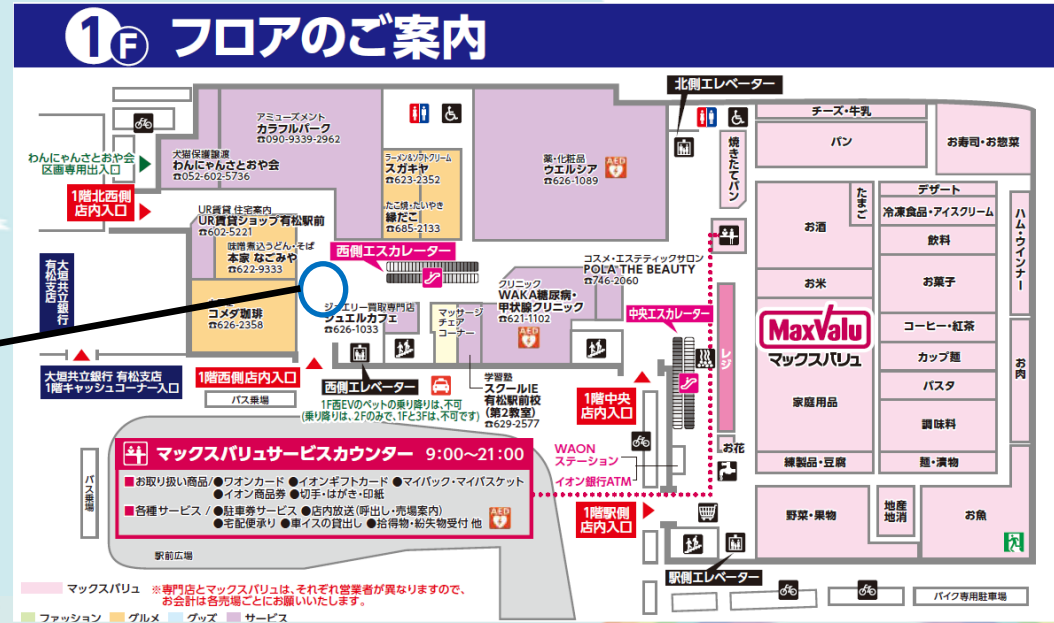 1F フロアのご案内
北側エレベーター
アミューズメント
カラフルパーク
☎090-9339-2962
犬猫保護譲渡
わんにゃんさとおや会
☎052-602-5736
わんにゃんさとおや会
区画専用出入口
1階北西側
店内入口
ラーメン&ソフトクリーム
スガキヤ
☎623-2352
たこ焼・たいやき
縁だこ
☎685-2133
薬・化粧品
ウエルシア
☎626-1089
AED
焼きたてパン
チーズ・牛乳
パン
お寿司・お惣菜
UR賃貸 住宅案内
UR賃貸ショップ有松駅前
☎602-5221
味噌煮込うどん・そば
本家 なごみや
☎622-9333
西側エスカレーター
コメダ珈琲
☎626-2358
ジュエリー買取専門店
ジュエルカフェ
☎626-1033
マッサージ
チェア
コーナー
クリニック
WAKA糖尿病・
甲状腺クリニック
☎621-1102
AED
コスメ・エステティックサロン
POLA THE BEAUTY
☎746-2060
中央エスカレーター
レジ
お酒
たまご
デザート
冷凍食品・アイスクリーム
飲料
ハム・ウインナー
お米
お菓子
MaxValu
マックスバリュ
コーヒー・紅茶
カップ麺
パスタ
お肉
家庭用品
調味料
大垣共立銀行
有松支店
大垣共立銀行 有松支店
1階キャッシュコーナー入口
1階西側店内入口
バス乗場
西側エレベーター
1F西EVのペットの乗り降りは、不可
(乗り降りは、2Fのみで、1Fと3Fは、不可です)
学習塾
スクールIE
有松駅前校
(第2教室)
☎629-2577
1階中央
店内入口
WAON
ステーション
イオン銀行ATM
お花
練製品・豆腐
麺・漬物
1階駅側
店内入口
野菜・果物
地産
地消
お魚
駅側エレベーター
バイク専用駐車場
バス乗場
マックスバリュサービスカウンター 9:00~21:00
■お取り扱い商品/●ワオンカード ●イオンギフトカード ●マイバック・マイバスケット
●イオン商品券 ●切手・はがき・印紙
■各種サービス/●駐車券サービス ●店内放送(呼出し・売場案内)
●宅配便承り ●車イスの貸出し ●拾得物・紛失物受付 他
AED
駅前広場
マックスバリュ ※専門店とマックスバリュは、それぞれ営業者が異なりますので、
お会計は各売場ごとにお願いいたします。
ファッション グルメ グッズ サービス